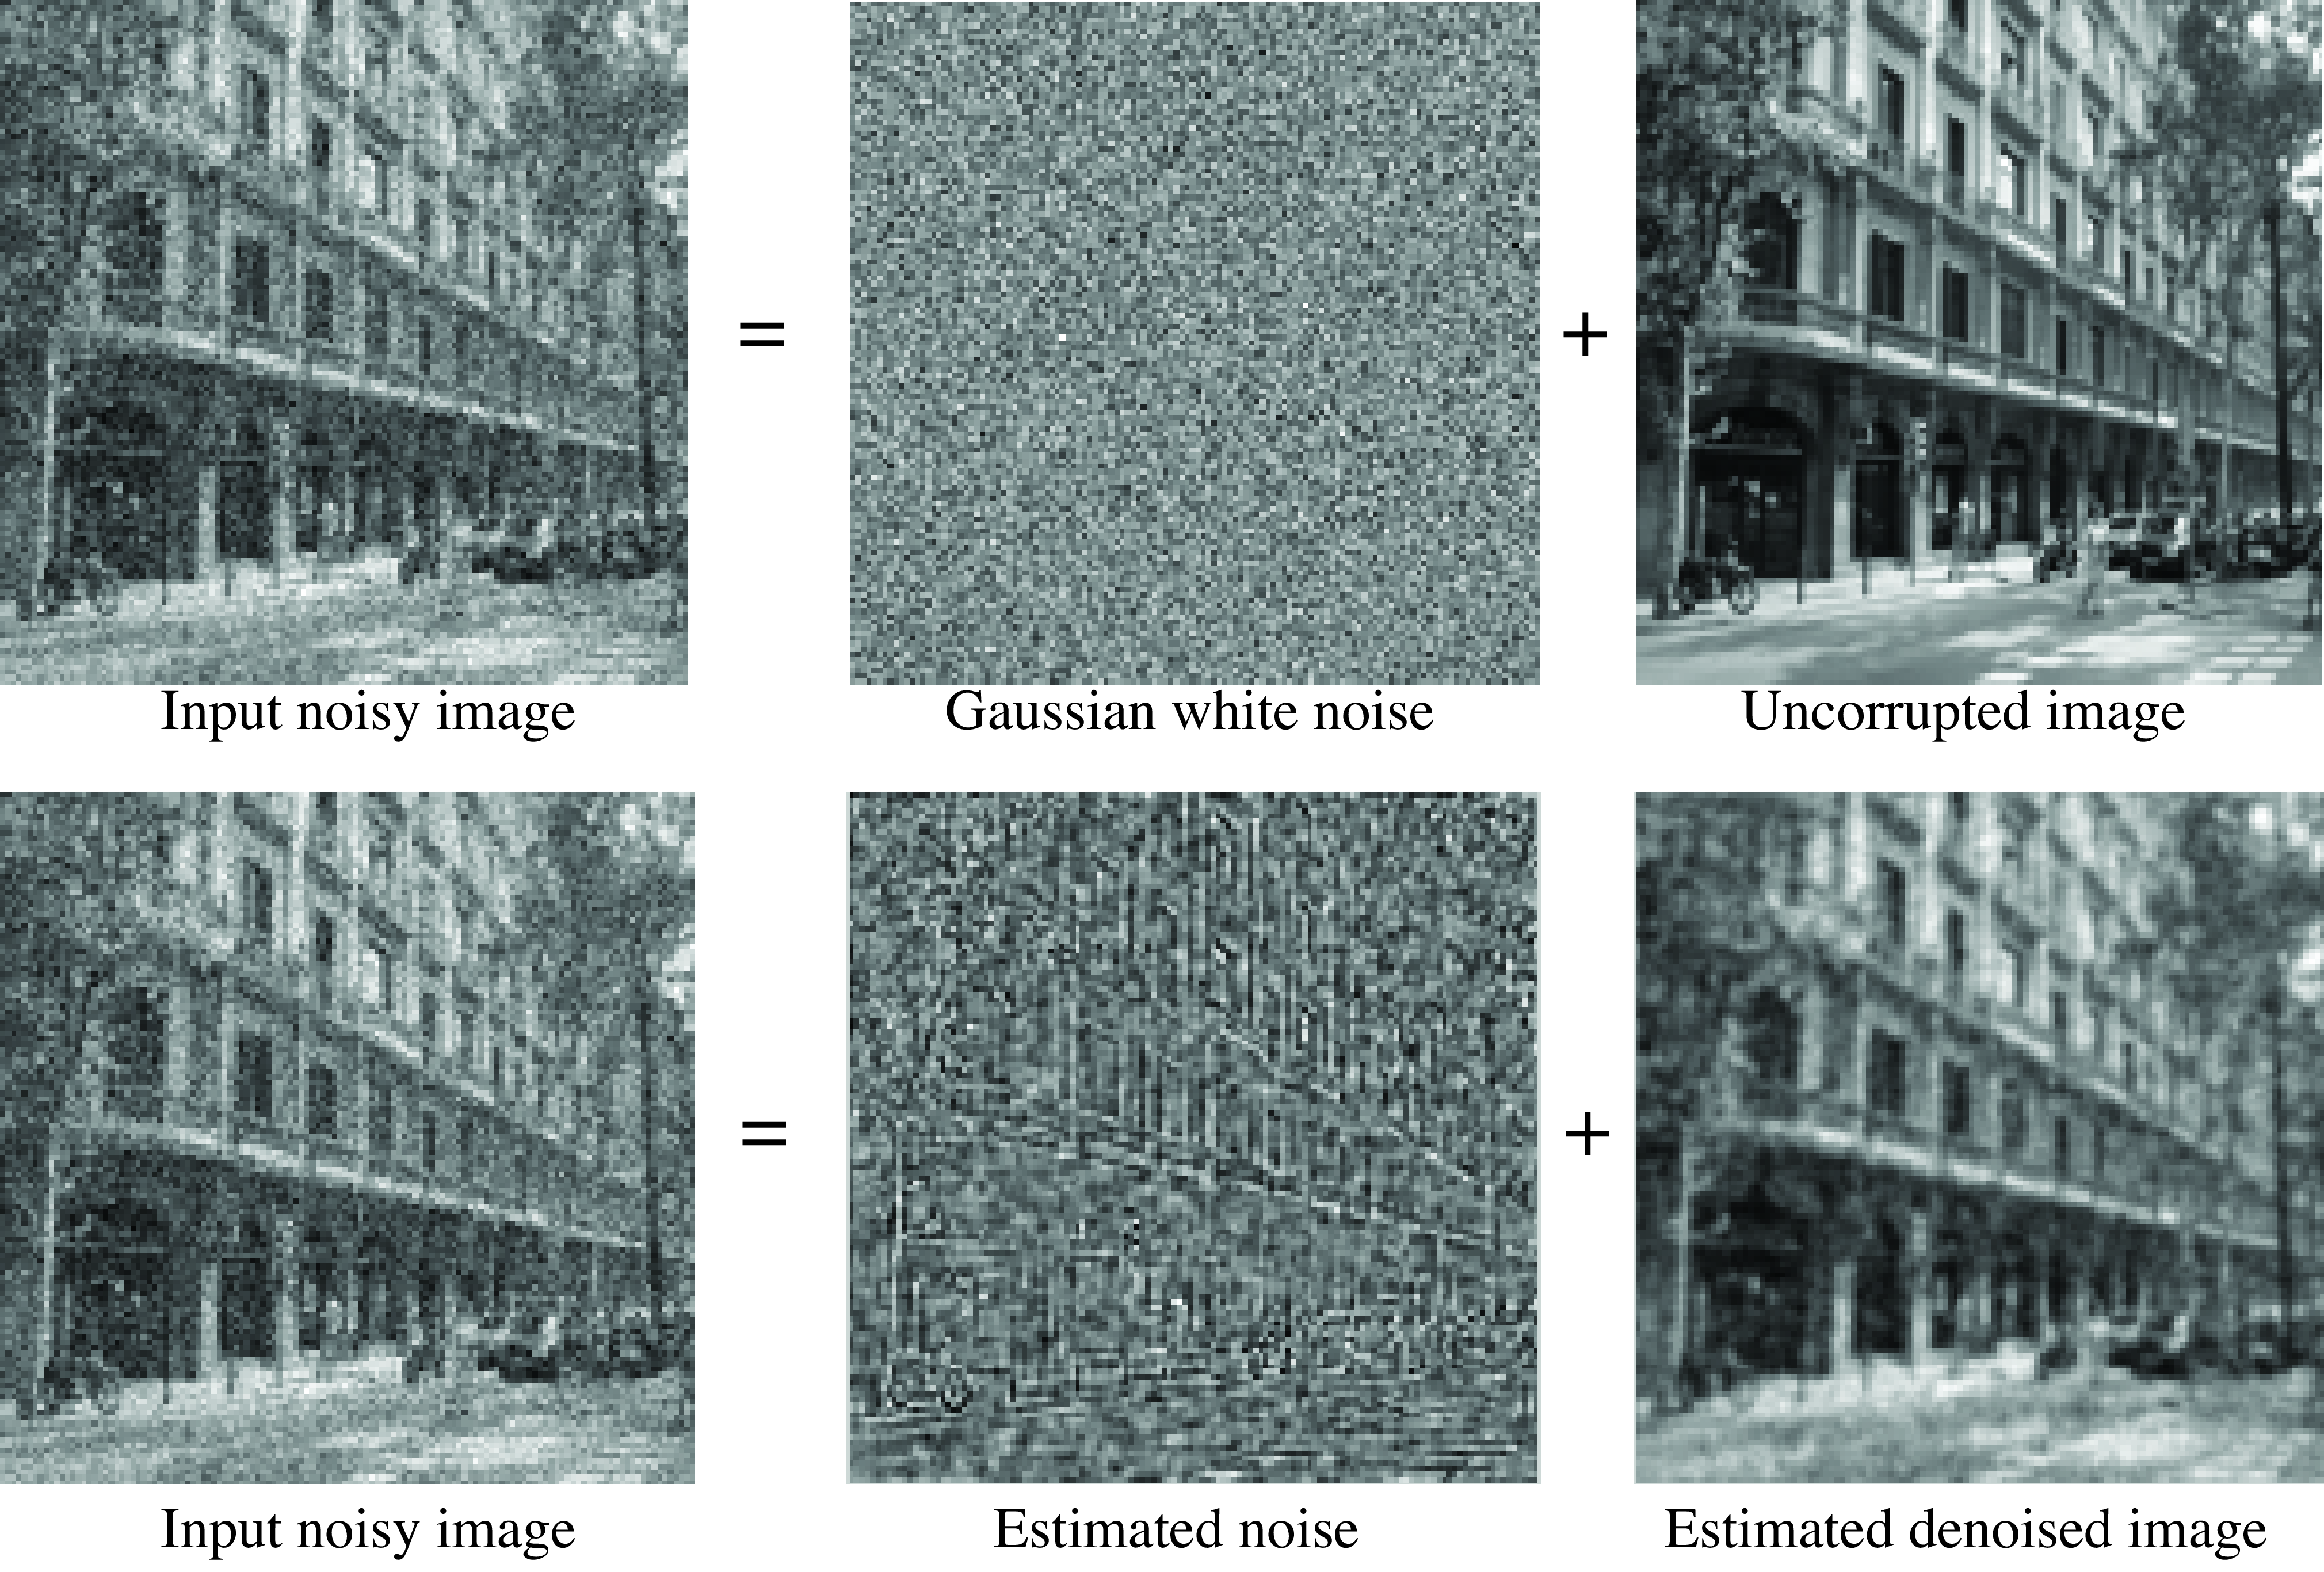 = +
Input noisy image Gaussian white noise Uncorrupted image
= +
Input noisy image Estimated noise Estimated denoised image